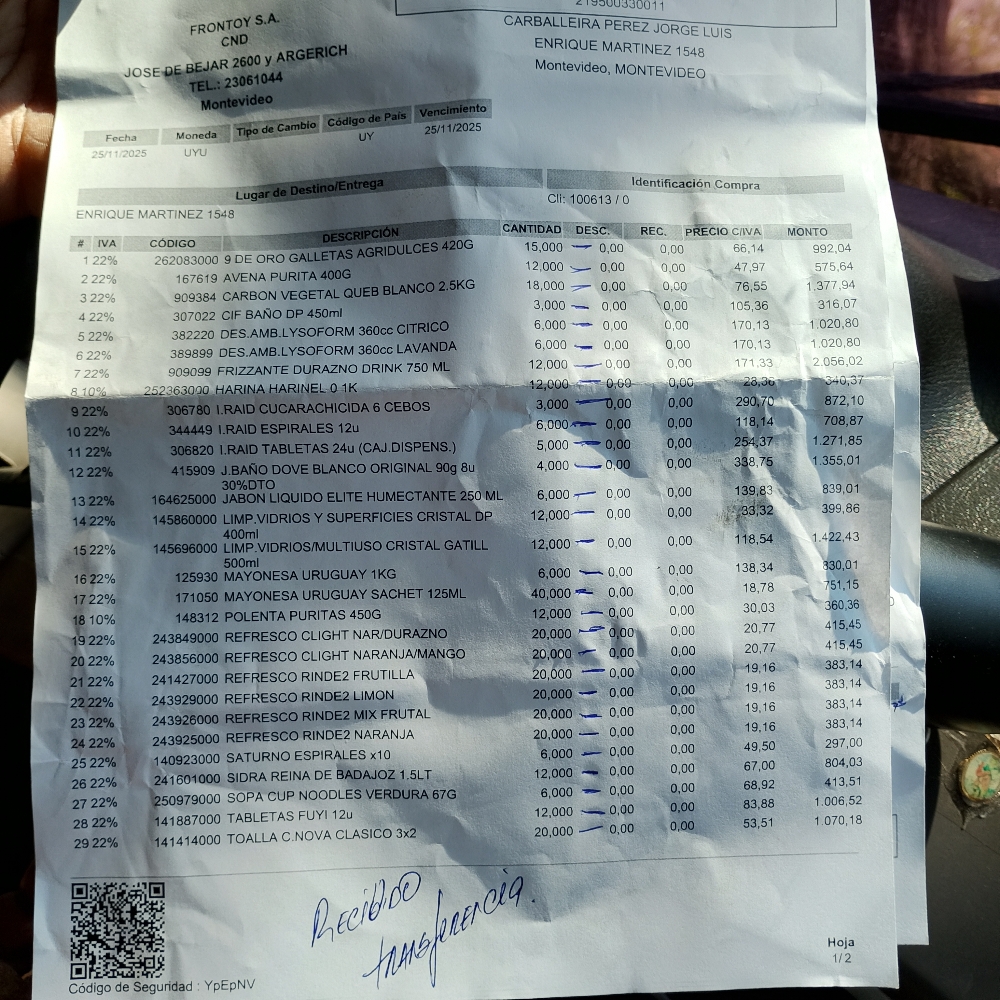 219500330011
FRONTOY S.A.
CND
JOSE DE BEJAR 2600 y ARGERICH
TEL.: 23061044
Montevideo
CARBALLEIRA PEREZ JORGE LUIS
ENRIQUE MARTINEZ 1548
Montevideo, MONTEVIDEO
Fecha Moneda Tipo de Cambio Código de País Vencimiento
25/11/2025 UYU UY 25/11/2025
Lugar de Destino/Entrega Identificación Compra
ENRIQUE MARTINEZ 1548 Cli: 100613 / 0
# IVA CÓDIGO DESCRIPCIÓN CANTIDAD DESC. REC. PRECIO C/IVA MONTO
1 22% 262083000 9 DE ORO GALLETAS AGRIDULCES 420G 15,000 0,00 0,00 66,14 992,04
2 22% 167619 AVENA PURITA 400G 12,000 0,00 0,00 47,97 575,64
3 22% 909384 CARBON VEGETAL QUEB BLANCO 2.5KG 18,000 0,00 0,00 76,55 1.377,94
4 22% 307022 CIF BAÑO DP 450ml 3,000 0,00 0,00 105,36 316,07
5 22% 382220 DES.AMB.LYSOFORM 360cc CITRICO 6,000 0,00 0,00 170,13 1.020,80
6 22% 389899 DES.AMB.LYSOFORM 360cc LAVANDA 6,000 0,00 0,00 170,13 1.020,80
7 22% 909099 FRIZZANTE DURAZNO DRINK 750 ML 12,000 0,00 0,00 171,33 2.056,02
8 10% 252363000 HARINA HARINEL 0 1K 12,000 0,00 0,00 28,36 340,37
9 22% 306780 I.RAID CUCARACHICIDA 6 CEBOS 3,000 0,00 0,00 290,70 872,10
10 22% 344449 I.RAID ESPIRALES 12u 6,000 0,00 0,00 118,14 708,87
11 22% 306820 I.RAID TABLETAS 24u (CAJ.DISPENS.) 5,000 0,00 0,00 254,37 1.271,85
12 22% 415909 J.BAÑO DOVE BLANCO ORIGINAL 90g 8u 4,000 0,00 0,00 338,75 1.355,01
30%DTO
13 22% 164625000 JABON LIQUIDO ELITE HUMECTANTE 250 ML 6,000 0,00 0,00 139,83 839,01
14 22% 145860000 LIMP.VIDRIOS Y SUPERFICIES CRISTAL DP 12,000 0,00 0,00 33,32 399,86
400ml
15 22% 145696000 LIMP.VIDRIOS/MULTIUSO CRISTAL GATILL 12,000 0,00 0,00 118,54 1.422,43
500ml
16 22% 125930 MAYONESA URUGUAY 1KG 6,000 0,00 0,00 138,34 830,01
17 22% 171050 MAYONESA URUGUAY SACHET 125ML 40,000 0,00 0,00 18,78 751,15
18 10% 148312 POLENTA PURITAS 450G 12,000 0,00 0,00 30,03 360,36
19 22% 243849000 REFRESCO CLIGHT NAR/DURAZNO 20,000 0,00 0,00 20,77 415,45
20 22% 243856000 REFRESCO CLIGHT NARANJA/MANGO 20,000 0,00 0,00 20,77 415,45
21 22% 241427000 REFRESCO RINDE2 FRUTILLA 20,000 0,00 0,00 19,16 383,14
22 22% 243929000 REFRESCO RINDE2 LIMON 20,000 0,00 0,00 19,16 383,14
23 22% 243926000 REFRESCO RINDE2 MIX FRUTAL 20,000 0,00 0,00 19,16 383,14
24 22% 243925000 REFRESCO RINDE2 NARANJA 20,000 0,00 0,00 19,16 383,14
25 22% 140923000 SATURNO ESPIRALES x10 6,000 0,00 0,00 49,50 297,00
26 22% 241601000 SIDRA REINA DE BADAJOZ 1.5LT 12,000 0,00 0,00 67,00 804,03
27 22% 250979000 SOPA CUP NOODLES VERDURA 67G 6,000 0,00 0,00 68,92 413,51
28 22% 141887000 TABLETAS FUYI 12u 12,000 0,00 0,00 83,88 1.006,52
29 22% 141414000 TOALLA C.NOVA CLASICO 3x2 20,000 0,00 0,00 53,51 1.070,18
Recibido
transferencia.
Hoja
1/2
Código de Seguridad : YpEpNV